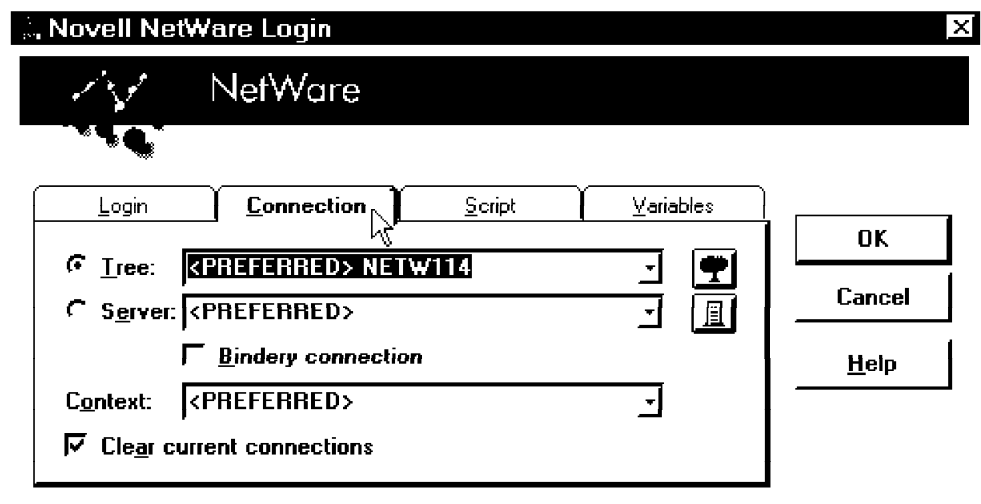 Novell NetWare Login
NetWare
Login Connection Script Variables
Tree: <PREFERRED> NETW114
Server: <PREFERRED>
Bindery connection
Context: <PREFERRED>
Clear current connections
OK
Cancel
Help